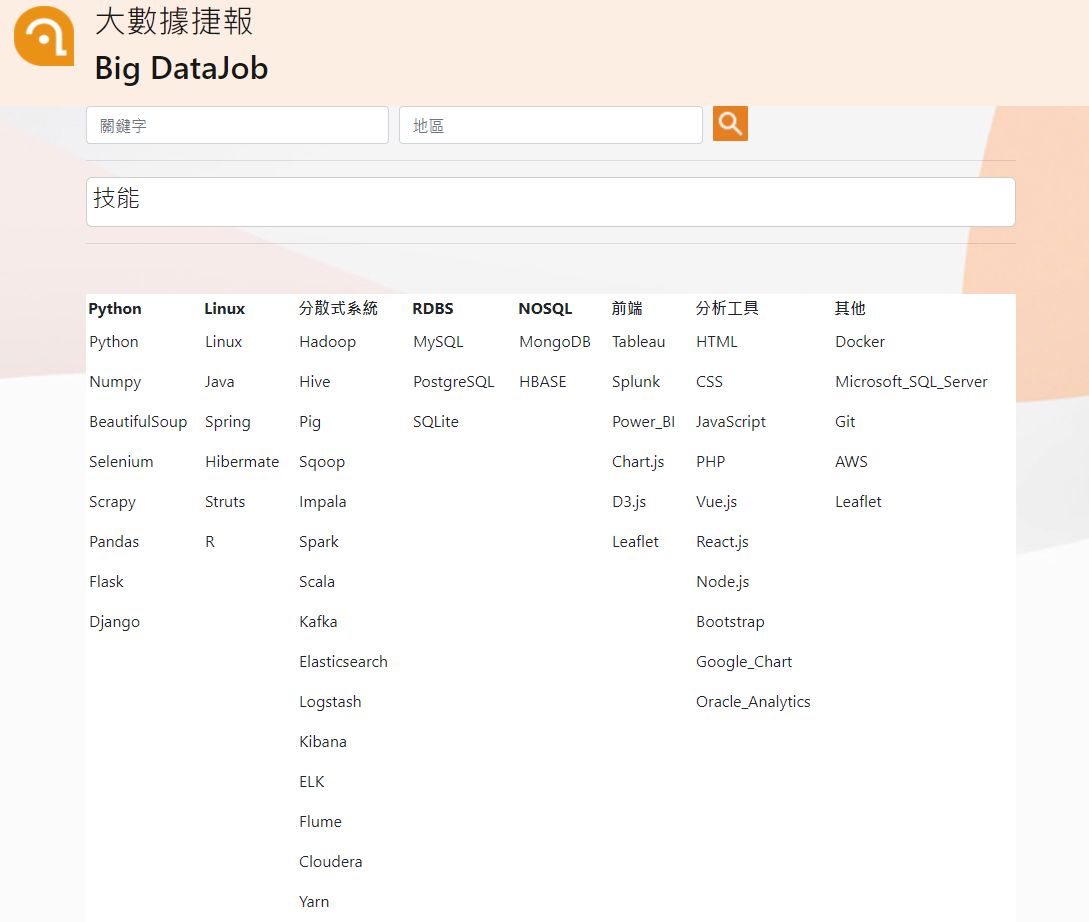 大數據捷報
Big DataJob
關鍵字 地區
技能
Python Linux 分散式系統 RDBS NOSQL 前端 分析工具 其他
Python Linux Hadoop MySQL MongoDB Tableau HTML Docker
Numpy Java Hive PostgreSQL HBASE Splunk CSS Microsoft_SQL_Server
BeautifulSoup Spring Pig SQLite Power_BI JavaScript Git
Selenium Hibermate Sqoop Chart.js PHP AWS
Scrapy Struts Impala D3.js Vue.js Leaflet
Pandas R Spark Leaflet React.js
Flask Scala Node.js
Django Kafka Bootstrap
Elasticsearch Google_Chart
Logstash Oracle_Analytics
Kibana
ELK
Flume
Cloudera
Yarn